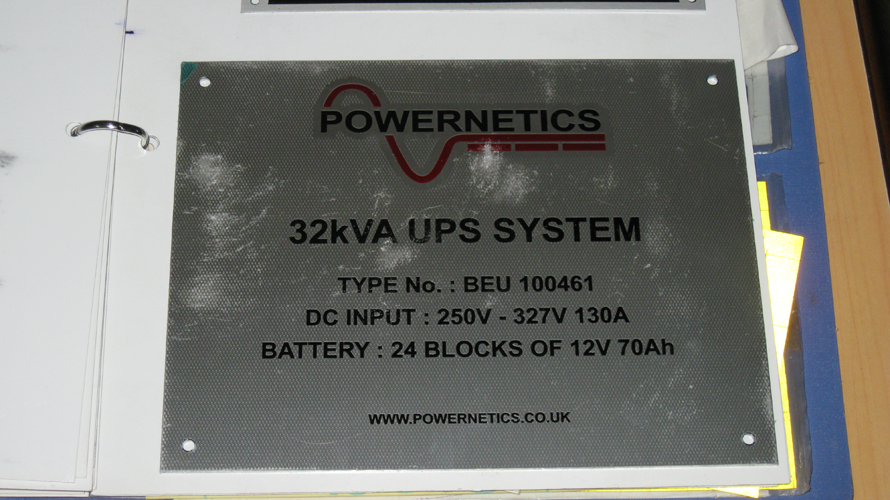 POWERNETICS
32kVA UPS SYSTEM
TYPE No. : BEU 100461
DC INPUT : 250V - 327V 130A
BATTERY : 24 BLOCKS OF 12V 70Ah
WWW.POWERNETICS.CO.UK